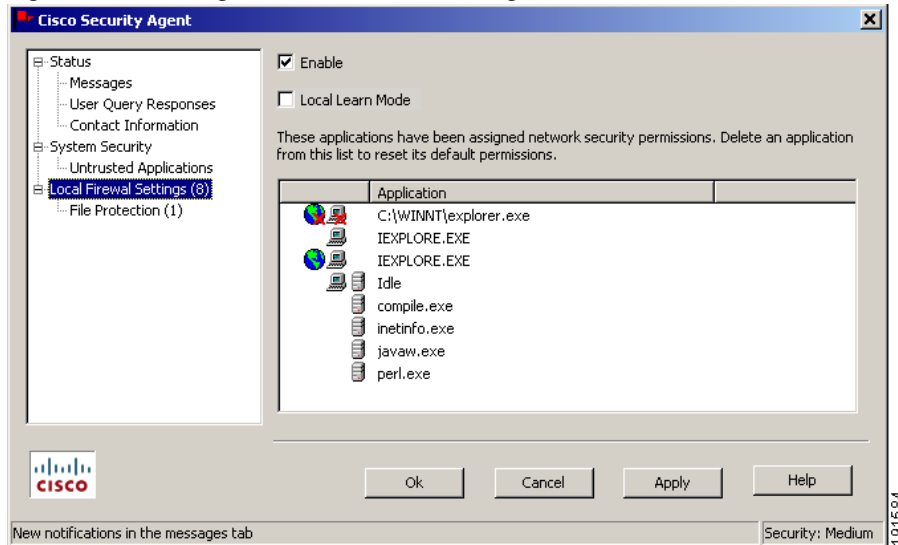 Cisco Security Agent
Status
Messages
User Query Responses
Contact Information
System Security
Untrusted Applications
Local Firewal Settings (8)
File Protection (1)
Enable
Local Learn Mode
These applications have been assigned network security permissions. Delete an application
from this list to reset its default permissions.
Application
C:\WINNT\explorer.exe
IEXPLORE.EXE
IEXPLORE.EXE
Idle
compile.exe
inetinfo.exe
javaw.exe
perl.exe
CISCO
Ok
Cancel
Apply
Help
New notifications in the messages tab
Security: Medium
191584